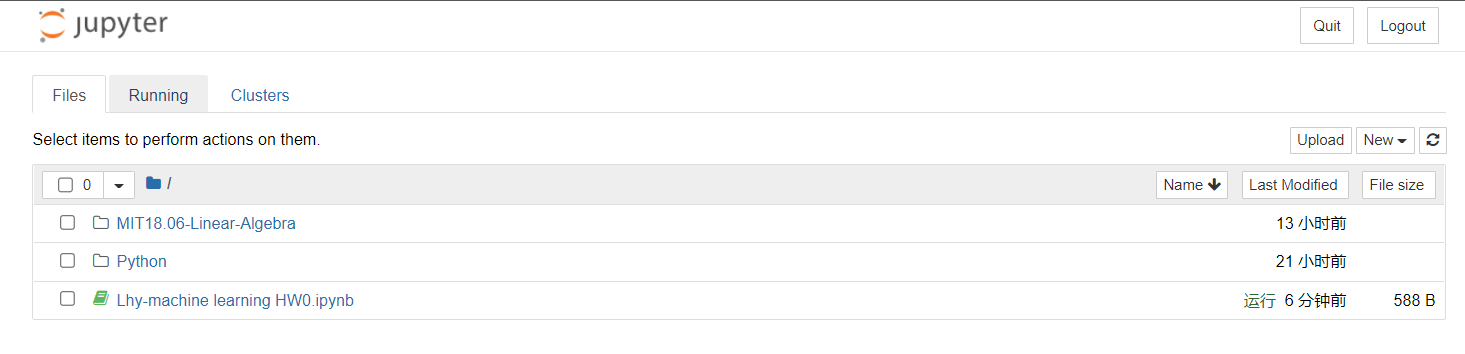 jupyter
Quit Logout
Files Running Clusters
Select items to perform actions on them.
Upload New
0 / Name Last Modified File size
MIT18.06-Linear-Algebra 13 小时前
Python 21 小时前
Lhy-machine learning HW0.ipynb 运行 6 分钟前 588 B